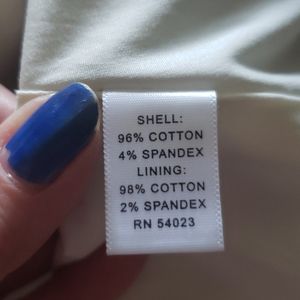 SHELL:
96% COTTON
4% SPANDEX
LINING:
98% COTTON
2% SPANDEX
RN 54023